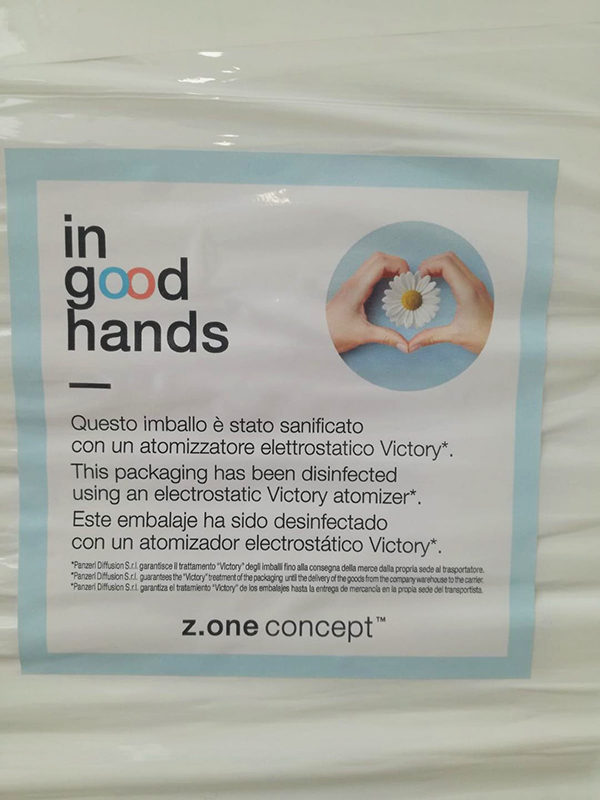 in
good
hands
Questo imballo è stato sanificato
con un atomizzatore elettrostatico Victory*.
This packaging has been disinfected
using an electrostatic Victory atomizer*.
Este embalaje ha sido desinfectado
con un atomizador electrostático Victory*.
*Panzeri Diffusion S.r.l. garantisce il trattamento "Victory" degli imballi fino alla consegna della merce dalla propria sede al trasportatore.
*Panzeri Diffusion S.r.l. guarantees the "Victory" treatment of the packaging until the delivery of the goods from the company warehouse to the carrier.
*Panzeri Diffusion S.r.l. garantiza el tratamiento "Victory" de los embalajes hasta la entrega de mercancía en la propia sede del transportista.
z.one concept™